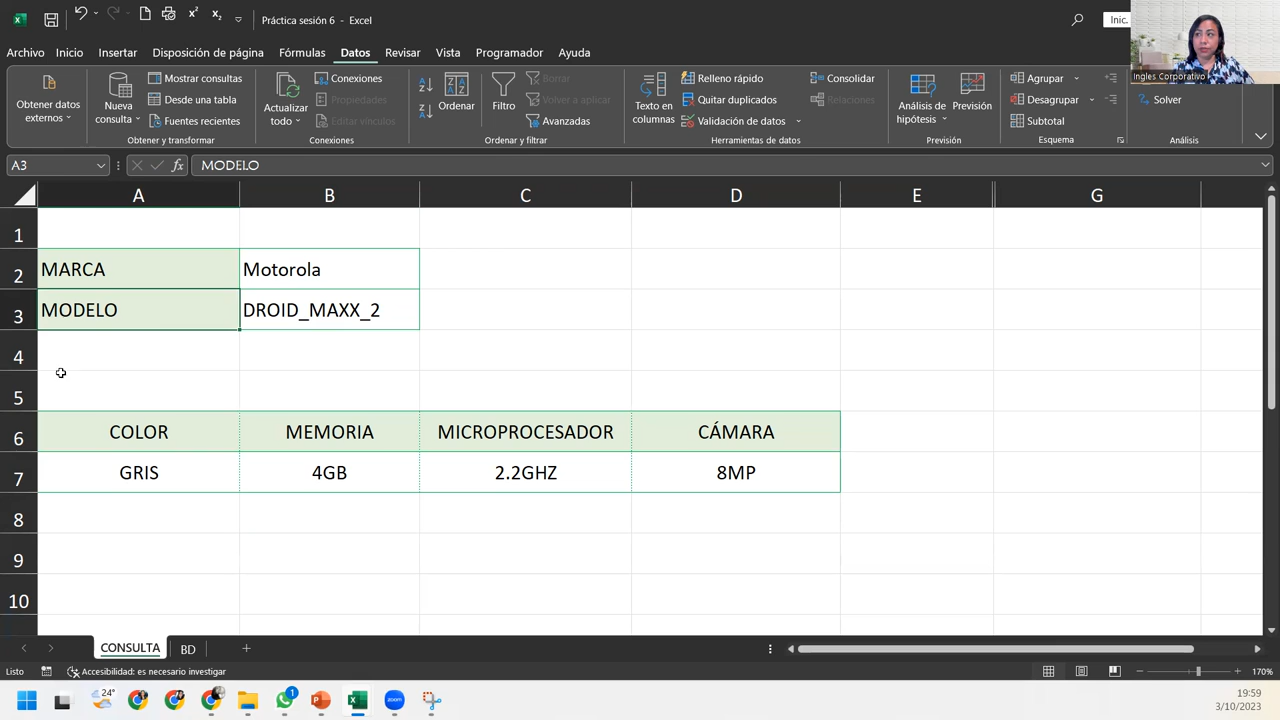 Práctica sesión 6 - Excel
Inic.
Archivo Inicio Insertar Disposición de página Fórmulas Datos Revisar Vista Programador Ayuda
Ingles Corporativo
Obtener datos externos
Nueva consulta
Mostrar consultas
Desde una tabla
Fuentes recientes
Obtener y transformar
Actualizar todo
Conexiones
Propiedades
Editar vínculos
Conexiones
Ordenar
Filtro
Borrar
Volver a aplicar
Avanzadas
Ordenar y filtrar
Texto en columnas
Relleno rápido
Quitar duplicados
Validación de datos
Consolidar
Relaciones
Herramientas de datos
Análisis de hipótesis
Previsión
Previsión
Agrupar
Desagrupar
Subtotal
Esquema
Solver
Análisis
A3 fx MODELO
A B C D E G
1
2 MARCA Motorola
3 MODELO DROID_MAXX_2
4
5
6 COLOR MEMORIA MICROPROCESADOR CÁMARA
7 GRIS 4GB 2.2GHZ 8MP
8
9
10
CONSULTA BD
Listo Accesibilidad: es necesario investigar 170%
24°
1
zoom
19:59
3/10/2023